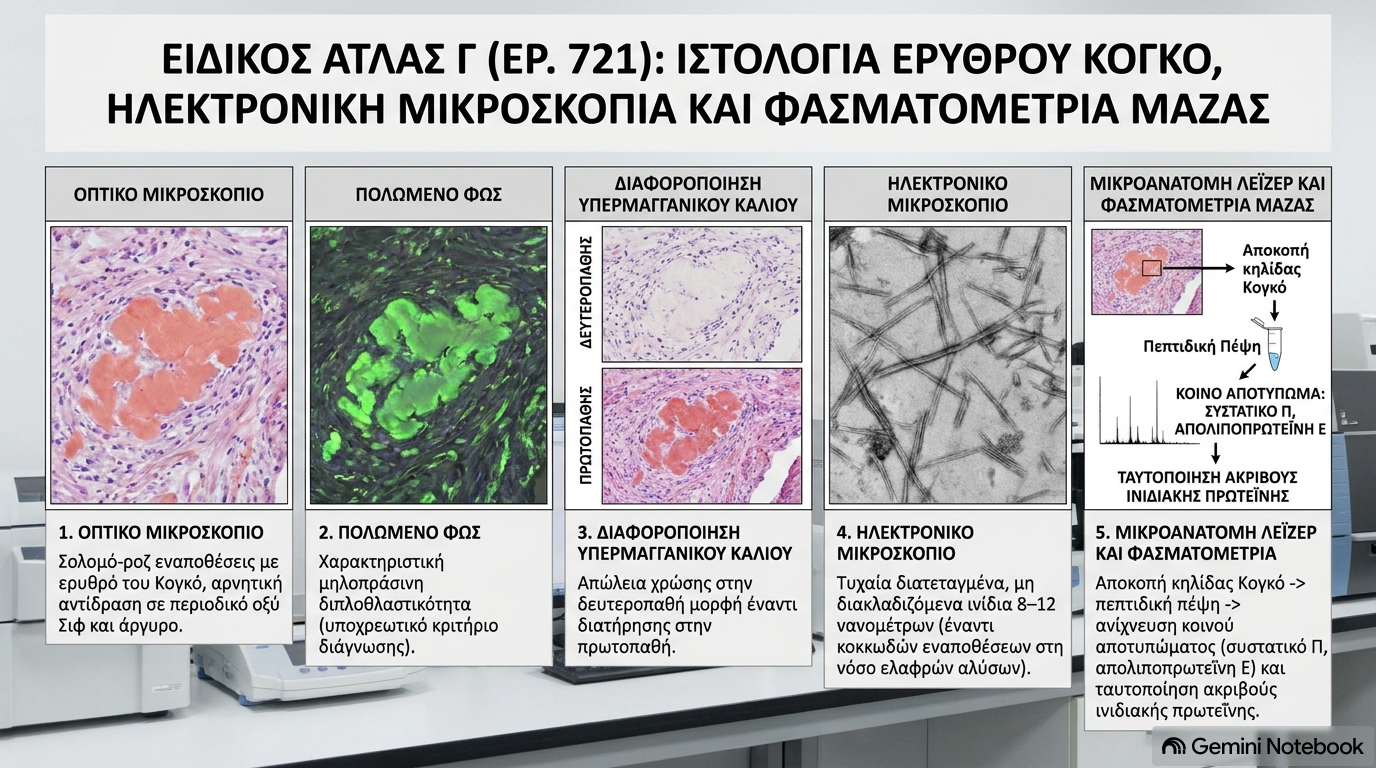 ΕΙΔΙΚΟΣ ΑΤΛΑΣ Γ (ΕΡ. 721): ΙΣΤΟΛΟΓΙΑ ΕΡΥΘΡΟΥ ΚΟΓΚΟ,
ΗΛΕΚΤΡΟΝΙΚΗ ΜΙΚΡΟΣΚΟΠΙΑ ΚΑΙ ΦΑΣΜΑΤΟΜΕΤΡΙΑ ΜΑΖΑΣ
ΟΠΤΙΚΟ ΜΙΚΡΟΣΚΟΠΙΟ
1. ΟΠΤΙΚΟ ΜΙΚΡΟΣΚΟΠΙΟ
Σολομό-ροζ εναποθέσεις με
ερυθρό του Κογκό, αρνητική
αντίδραση σε περιοδικό οξύ
Σιφ και άργυρο.
ΠΟΛΩΜΕΝΟ ΦΩΣ
2. ΠΟΛΩΜΕΝΟ ΦΩΣ
Χαρακτηριστική
μηλοπράσινη
διπλοθλαστικότητα
(υποχρεωτικό κριτήριο
διάγνωσης).
ΔΙΑΦΟΡΟΠΟΙΗΣΗ
ΥΠΕΡΜΑΓΓΑΝΙΚΟΥ ΚΑΛΙΟΥ
ΔΕΥΤΕΡΟΠΑΘΗΣ
ΠΡΩΤΟΠΑΘΗΣ
3. ΔΙΑΦΟΡΟΠΟΙΗΣΗ
ΥΠΕΡΜΑΓΓΑΝΙΚΟΥ ΚΑΛΙΟΥ
Απώλεια χρώσης στην
δευτεροπαθή μορφή έναντι
διατήρησης στην
πρωτοπαθή.
ΗΛΕΚΤΡΟΝΙΚΟ
ΜΙΚΡΟΣΚΟΠΙΟ
4. ΗΛΕΚΤΡΟΝΙΚΟ
ΜΙΚΡΟΣΚΟΠΙΟ
Τυχαία διατεταγμένα, μη
διακλαδιζόμενα ινίδια 8–12
νανομέτρων (έναντι
κοκκωδών εναποθέσεων στη
νόσο ελαφρών αλύσων).
ΜΙΚΡΟΑΝΑΤΟΜΗ ΛΕΪΖΕΡ ΚΑΙ
ΦΑΣΜΑΤΟΜΕΤΡΙΑ ΜΑΖΑΣ
Αποκοπή
κηλίδας
Κογκό
Πεπτιδική Πέψη
ΚΟΙΝΟ ΑΠΟΤΥΠΩΜΑ:
ΣΥΣΤΑΤΙΚΟ Π,
ΑΠΟΛΙΠΟΠΡΩΤΕΪΝΗ Ε
ΤΑΥΤΟΠΟΙΗΣΗ ΑΚΡΙΒΟΥΣ
ΙΝΙΔΙΑΚΗΣ ΠΡΩΤΕΪΝΗΣ
5. ΜΙΚΡΟΑΝΑΤΟΜΗ ΛΕΪΖΕΡ
ΚΑΙ ΦΑΣΜΑΤΟΜΕΤΡΙΑ
Αποκοπή κηλίδας Κογκό ->
πεπτιδική πέψη ->
ανίχνευση κοινού
αποτυπώματος (συστατικό Π,
απολιποπρωτεΐνη Ε) και
ταυτοποίηση ακριβούς
ινιδιακής πρωτεΐνης.
Gemini Notebook